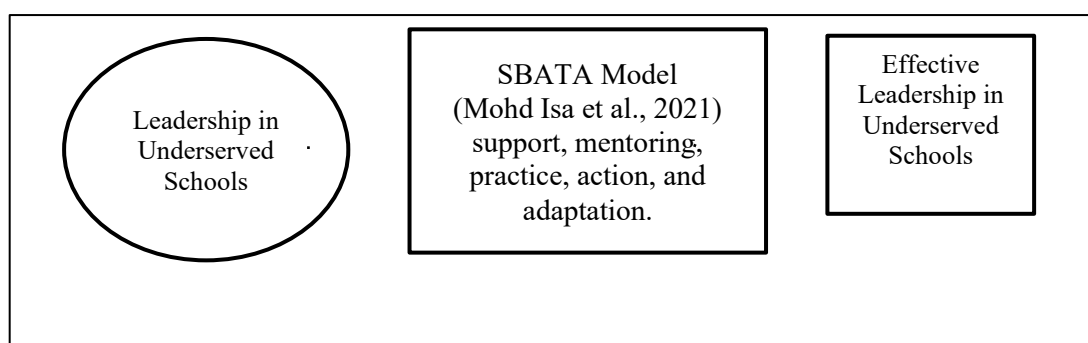 Leadership in
Underserved
Schools
SBATA Model
(Mohd Isa et al., 2021)
support, mentoring,
practice, action, and
adaptation.
Effective
Leadership in
Underserved
Schools